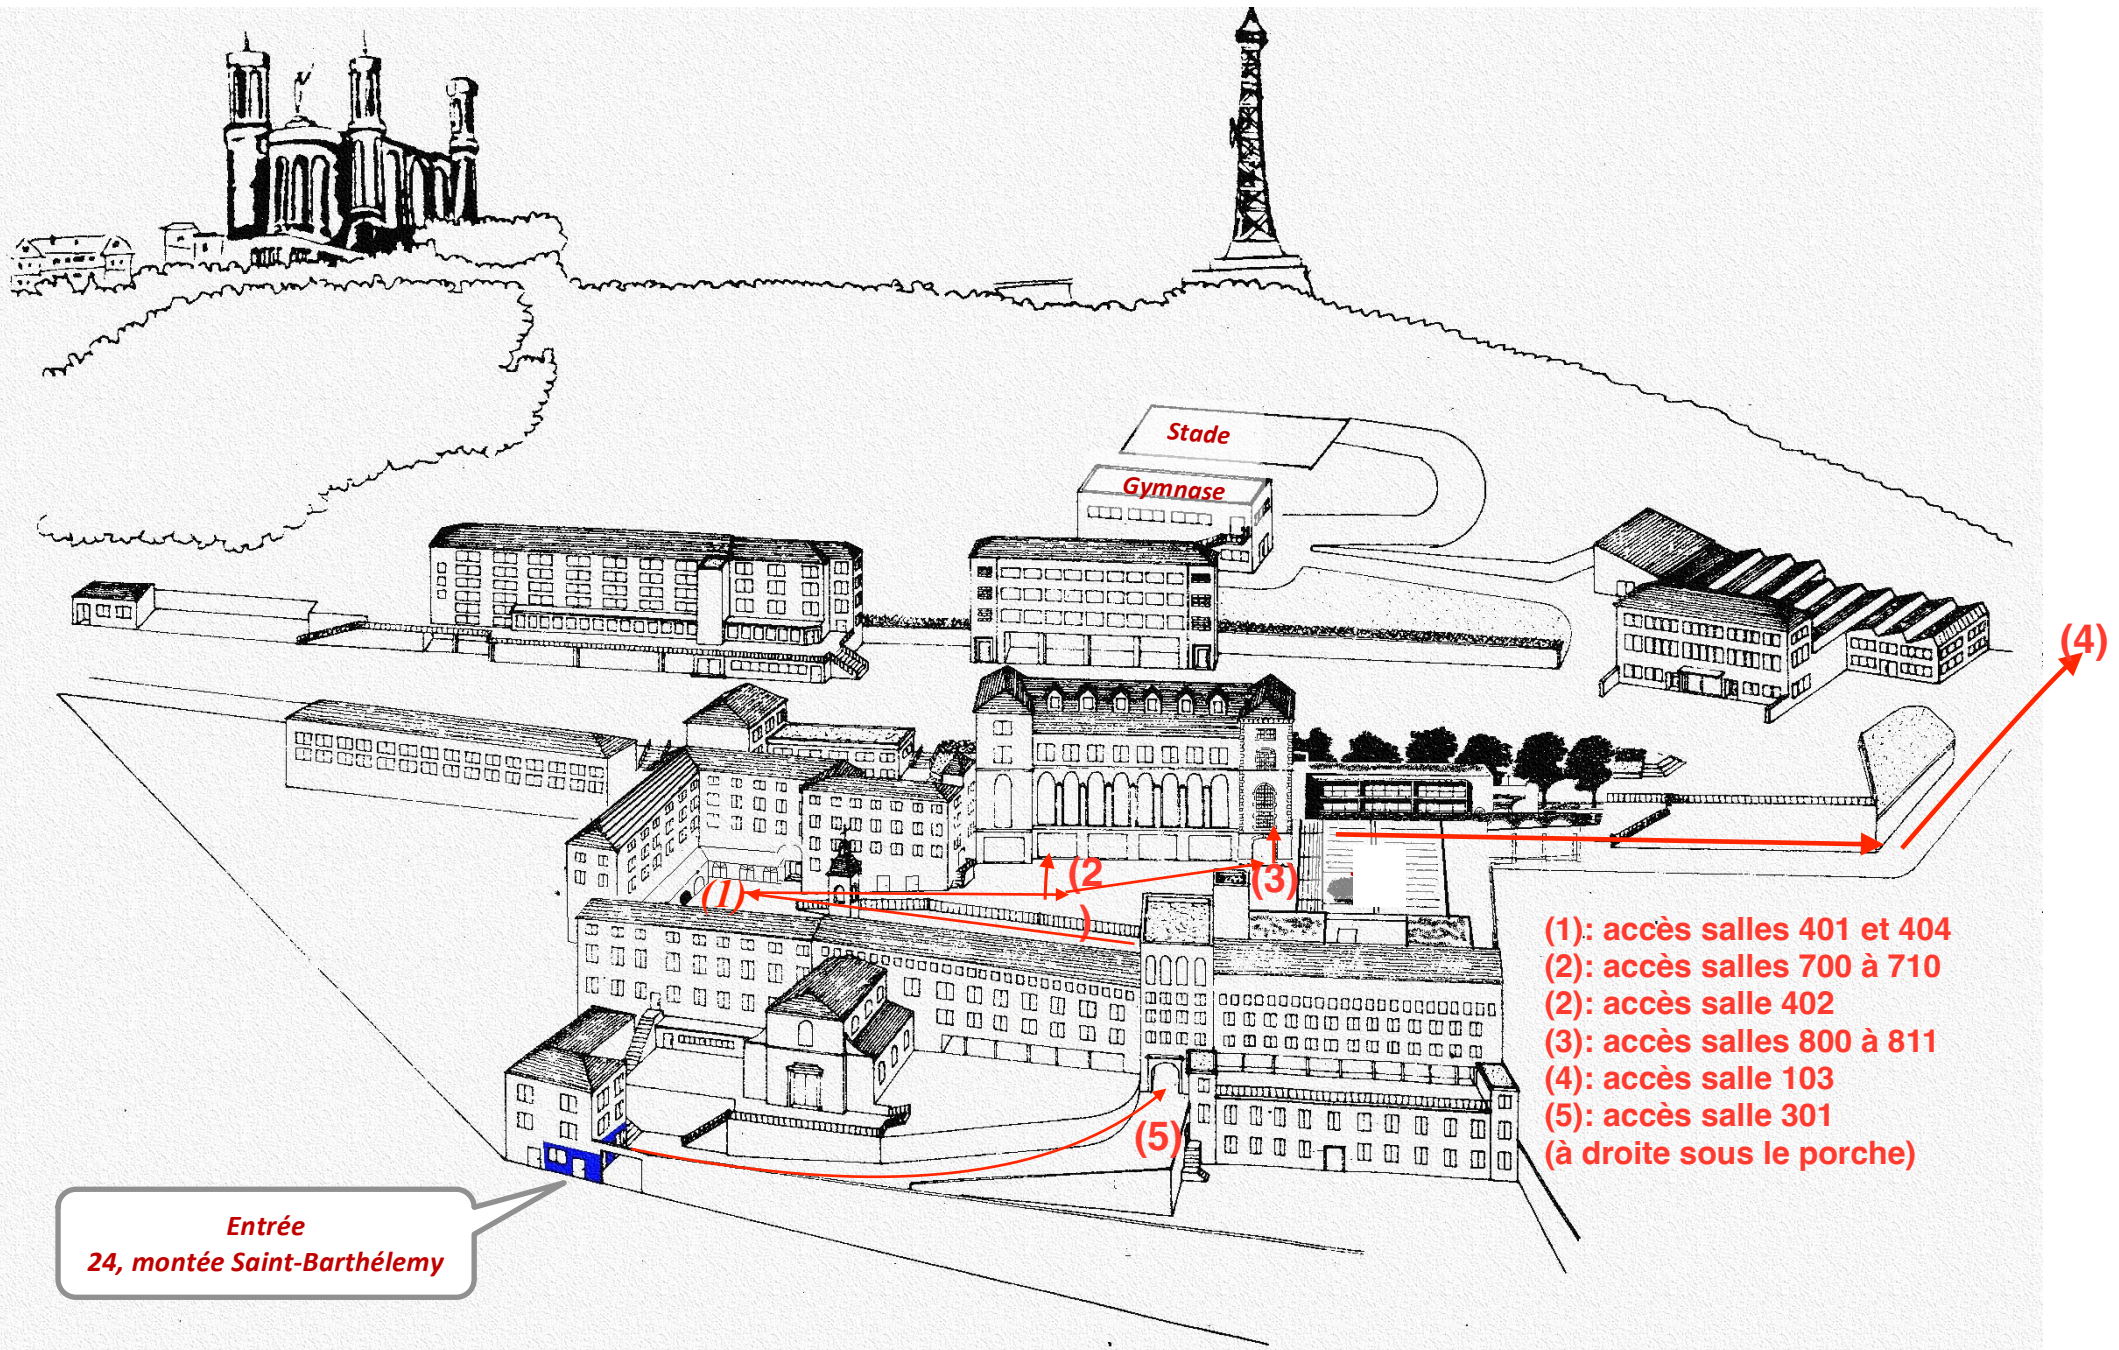 Stade
Gymnase
(4)
(1)
(2
)
(3)
(5)
(1): accès salles 401 et 404
(2): accès salles 700 à 710
(2): accès salle 402
(3): accès salles 800 à 811
(4): accès salle 103
(5): accès salle 301
(à droite sous le porche)
Entrée
24, montée Saint-Barthélemy